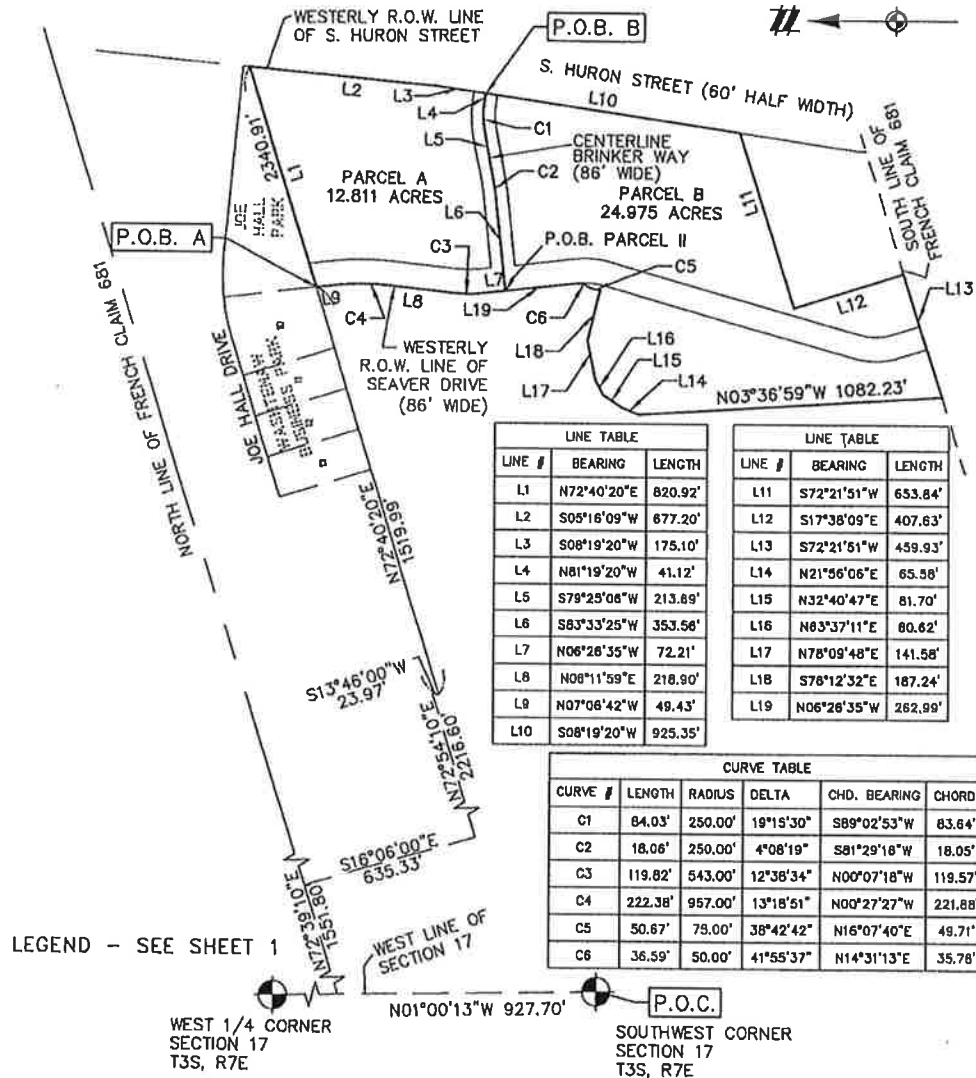 WESTERLY R.O.W. LINE
OF S. HURON STREET
P.O.B. B
S. HURON STREET (60' HALF WIDTH)
L2
L3
L4
L5
L10
C1
CENTERLINE
BRINKER WAY
(86' WIDE)
C2
PARCEL A
12.811 ACRES
PARCEL B
24.975 ACRES
L11
SOUTH LINE OF
FRENCH CLAIM 681
2340.91'
L1
JOE
HALL
PARK
P.O.B. A
L6
C3
L7
P.O.B. PARCEL II
C5
L9
C4
L8
L19
C6
L12
L13
WESTERLY
R.O.W. LINE OF
SEAVER DRIVE
(86' WIDE)
L18
L17
L16
L15
L14
N03°36'59"W 1082.23'
JOE HALL DRIVE
WASHTENAW
BUSINESS PARK
NORTH LINE OF FRENCH CLAIM 681
N72°40'20"E
1519.99'
S13°46'00"W
23.97'
N72°54'10"E
2216.60'
S16°06'00"E
635.33'
N72°39'10"E
1551.80'
LINE TABLE
LINE # BEARING LENGTH
L1 N72°40'20"E 820.92'
L2 S05°16'09"W 677.20'
L3 S08°19'20"W 175.10'
L4 N81°19'20"W 41.12'
L5 S79°25'08"W 213.89'
L6 S83°33'25"W 353.56'
L7 N06°26'35"W 72.21'
L8 N06°11'59"E 218.90'
L9 N07°06'42"W 49.43'
L10 S08°19'20"W 925.35'
LINE TABLE
LINE # BEARING LENGTH
L11 S72°21'51"W 653.84'
L12 S17°38'09"E 407.63'
L13 S72°21'51"W 459.93'
L14 N21°56'06"E 65.58'
L15 N32°40'47"E 81.70'
L16 N63°37'11"E 80.62'
L17 N78°09'48"E 141.58'
L18 S76°12'32"E 187.24'
L19 N06°26'35"W 262.99'
CURVE TABLE
CURVE # LENGTH RADIUS DELTA CHD. BEARING CHORD
C1 84.03' 250.00' 19°15'30" S89°02'53"W 83.64'
C2 18.06' 250.00' 4°08'19" S81°29'16"W 18.05'
C3 119.82' 543.00' 12°38'34" N00°07'18"W 119.57'
C4 222.38' 957.00' 13°18'51" N00°27'27"W 221.88'
C5 50.67' 75.00' 38°42'42" N16°07'40"E 49.71'
C6 36.59' 50.00' 41°55'37" N14°31'13"E 35.78'
LEGEND - SEE SHEET 1
WEST LINE OF
SECTION 17
N01°00'13"W 927.70'
P.O.C.
WEST 1/4 CORNER
SECTION 17
T3S, R7E
SOUTHWEST CORNER
SECTION 17
T3S, R7E